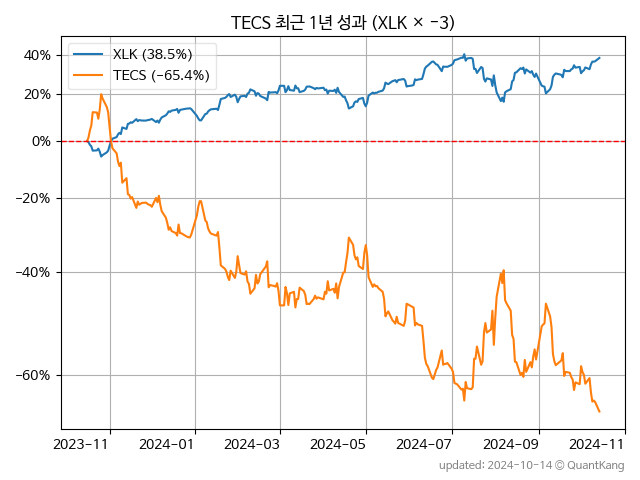 TECS 최근 1년 성과 (XLK × −3)
XLK (38.5%)
TECS (−65.4%)
40%
20%
0%
−20%
−40%
−60%
2023-11 2024-01 2024-03 2024-05 2024-07 2024-09 2024-11
updated: 2024-10-14 © QuantKang